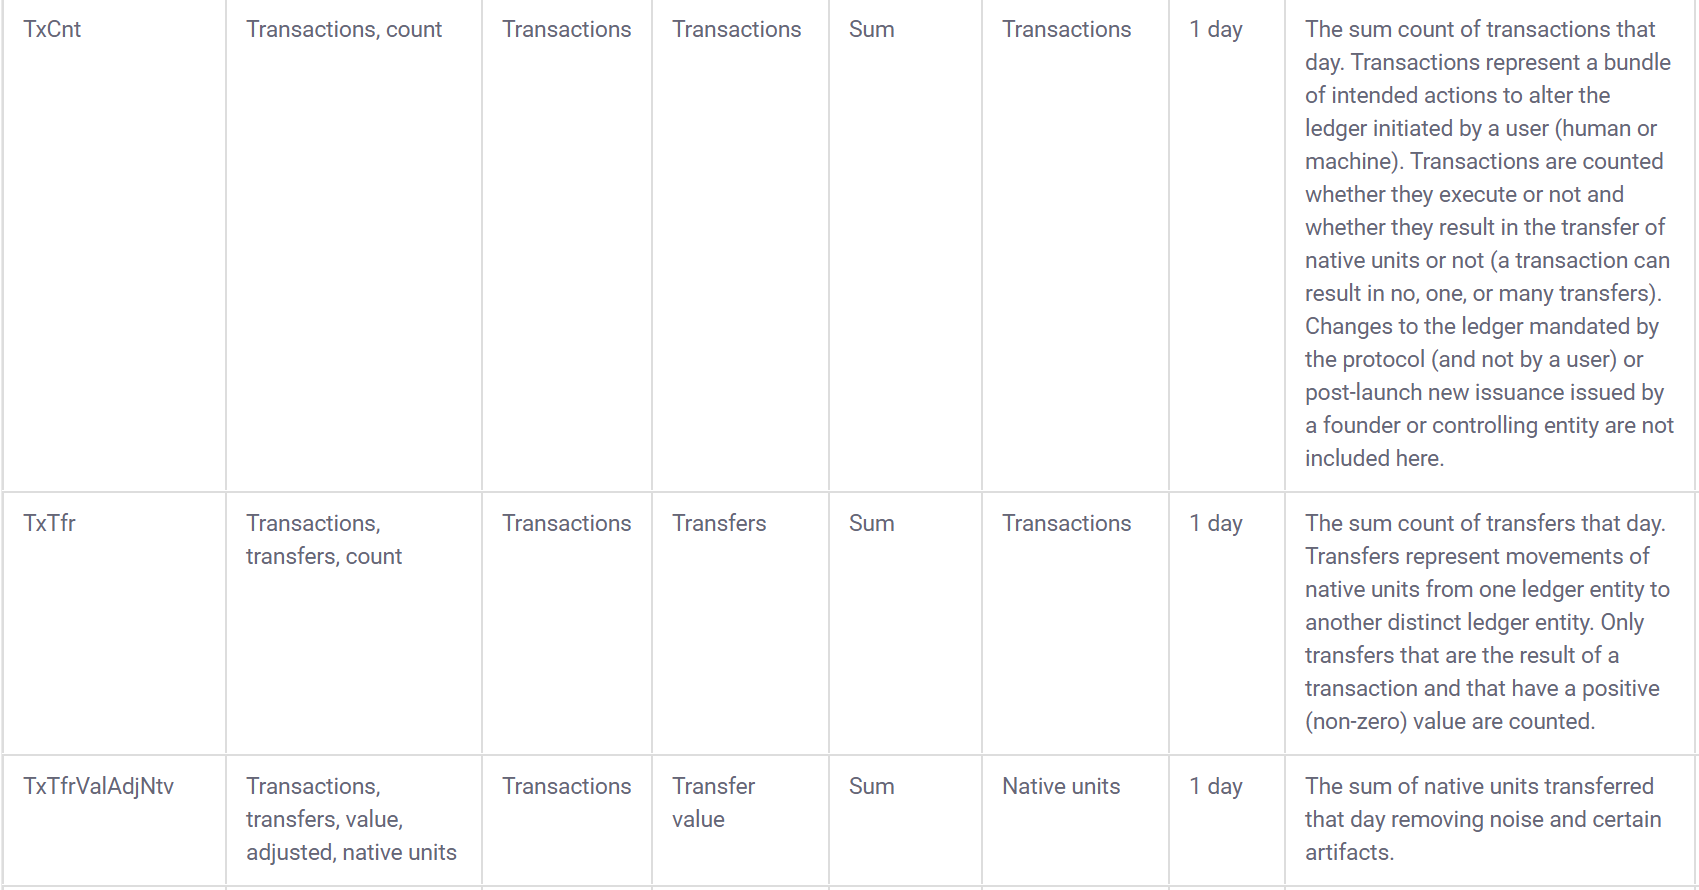 TxCnt
Transactions, count
Transactions
Transactions
Sum
Transactions
1 day
The sum count of transactions that
day. Transactions represent a bundle
of intended actions to alter the
ledger initiated by a user (human or
machine). Transactions are counted
whether they execute or not and
whether they result in the transfer of
native units or not (a transaction can
result in no, one, or many transfers).
Changes to the ledger mandated by
the protocol (and not by a user) or
post-launch new issuance issued by
a founder or controlling entity are not
included here.
TxTfr
Transactions,
transfers, count
Transactions
Transfers
Sum
Transactions
1 day
The sum count of transfers that day.
Transfers represent movements of
native units from one ledger entity to
another distinct ledger entity. Only
transfers that are the result of a
transaction and that have a positive
(non-zero) value are counted.
TxTfrValAdjNtv
Transactions,
transfers, value,
adjusted, native units
Transactions
Transfer
value
Sum
Native units
1 day
The sum of native units transferred
that day removing noise and certain
artifacts.